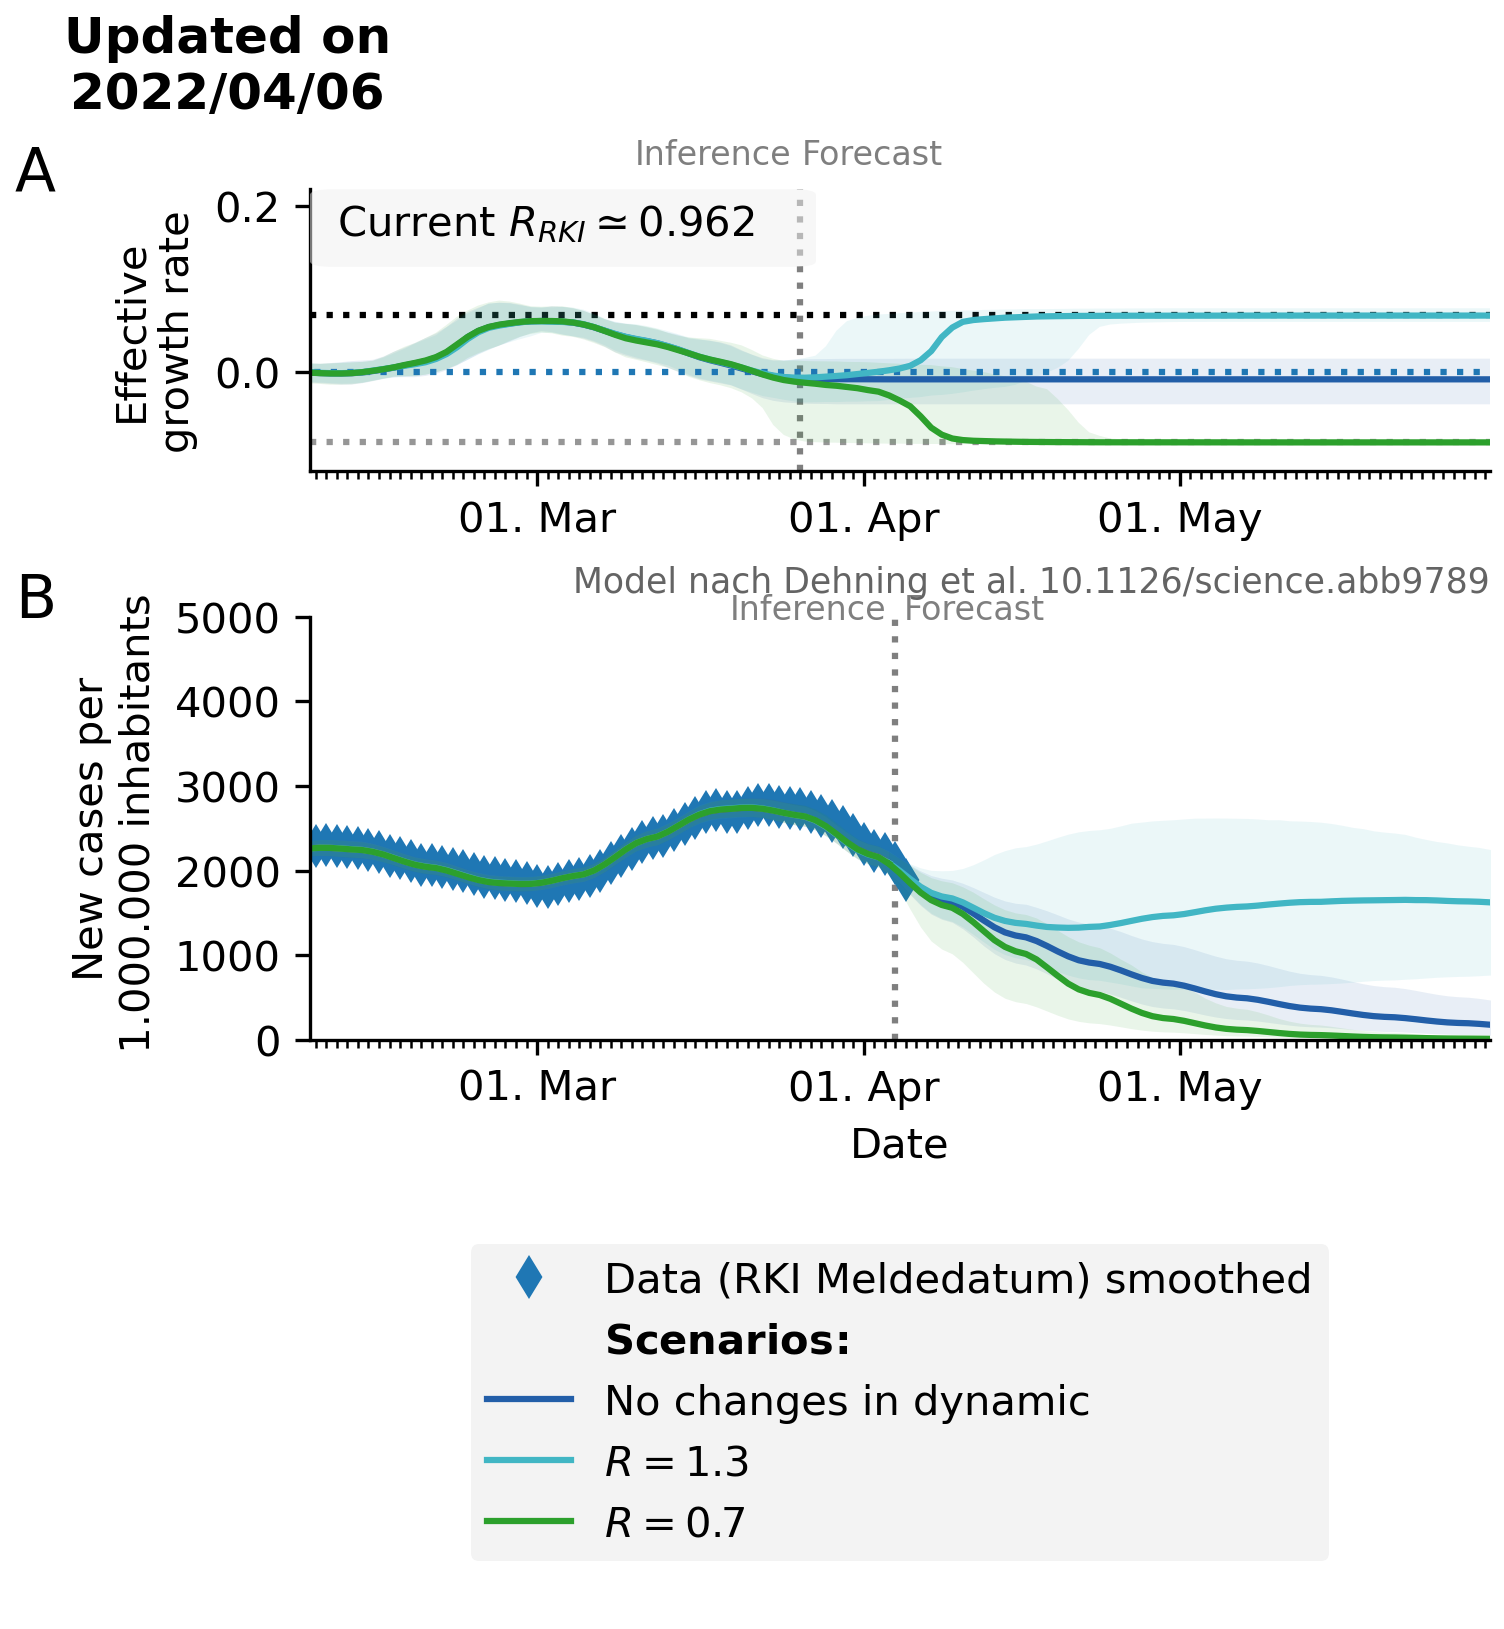 Updated on
2022/04/06
A
Inference Forecast
Current R_RKI ≃ 0.962
Effective
growth rate
0.2
0.0
01. Mar
01. Apr
01. May
B
Model nach Dehning et al. 10.1126/science.abb9789
Inference Forecast
New cases per
1.000.000 inhabitants
5000
4000
3000
2000
1000
0
01. Mar
01. Apr
01. May
Date
Data (RKI Meldedatum) smoothed
Scenarios:
No changes in dynamic
R = 1.3
R = 0.7